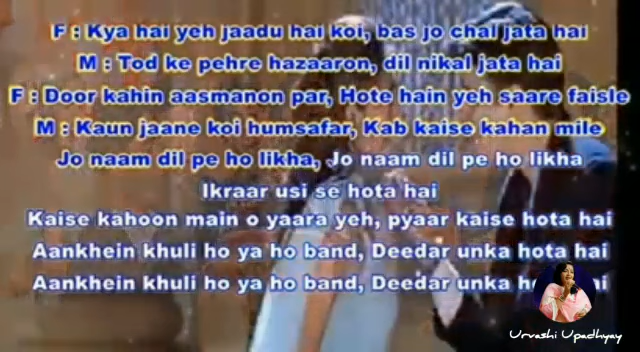 F : Kya hai yeh jaadu hai koi, bas jo chal jata hai
M : Tod ke pehre hazaaron, dil nikal jata hai
F : Door kahin aasmanon par, Hote hain yeh saare faisle
M : Kaun jaane koi humsafar, Kab kaise kahan mile
Jo naam dil pe ho likha, Jo naam dil pe ho likha
Ikraar usi se hota hai
Kaise kahoon main o yaara yeh, pyaar kaise hota hai
Aankhein khuli ho ya ho band, Deedar unka hota hai
Aankhein khuli ho ya ho band, Deedar unka
Urvashi Upadhyay